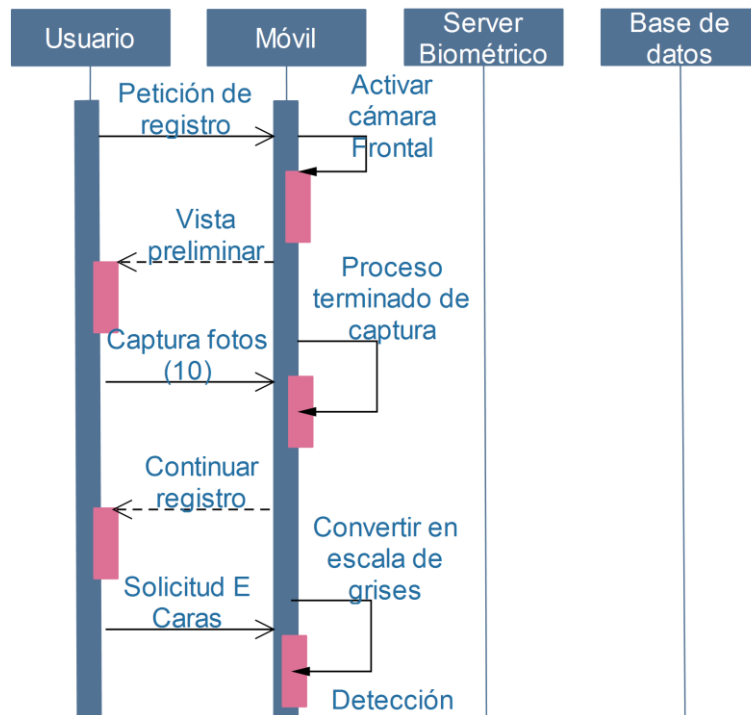 Usuario
Móvil
Server
Biométrico
Base de
datos
Petición de
registro
Activar
cámara
Frontal
Vista
preliminar
Proceso
terminado de
captura
Captura fotos
(10)
Continuar
registro
Convertir en
escala de
grises
Solicitud E
Caras
Detección